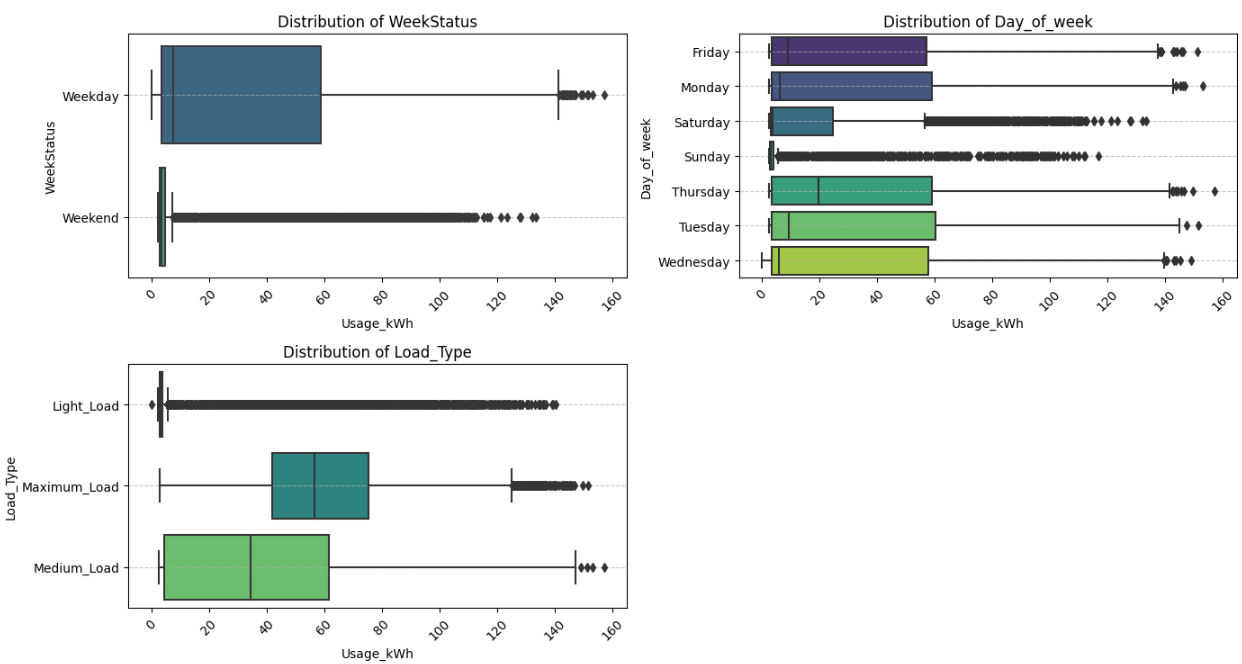 Distribution of WeekStatus
WeekStatus
Weekday
Weekend
0 20 40 60 80 100 120 140 160
Usage_kWh
Distribution of Day_of_week
Day_of_week
Friday
Monday
Saturday
Sunday
Thursday
Tuesday
Wednesday
0 20 40 60 80 100 120 140 160
Usage_kWh
Distribution of Load_Type
Load_Type
Light_Load
Maximum_Load
Medium_Load
0 20 40 60 80 100 120 140 160
Usage_kWh